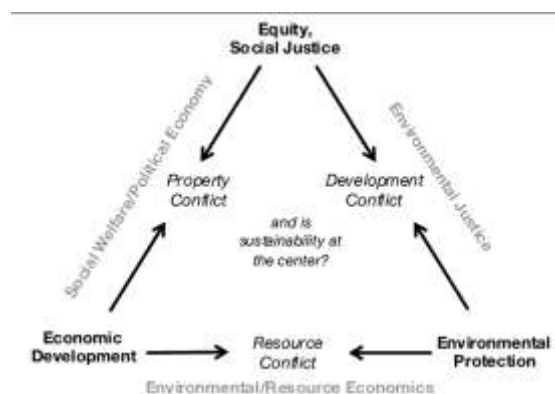 Equity,
Social Justice
Social Welfare/Political Economy
Environmental Justice
Property
Conflict
Development
Conflict
and is
sustainability at
the center?
Economic
Development
Resource
Conflict
Environmental
Protection
Environmental/Resource Economics